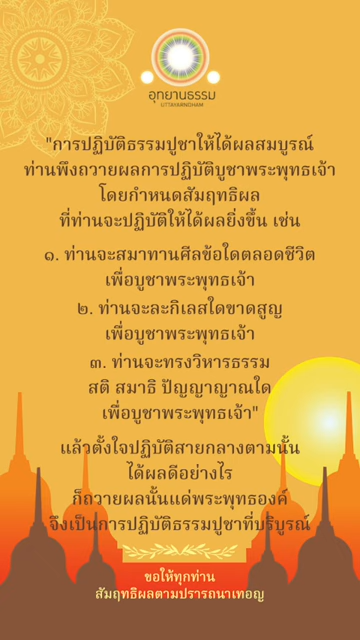 อุทยานธรรม
UTTAYARNDHAM
"การปฏิบัติธรรมปูชาให้ได้ผลสมบูรณ์
ท่านพึงถวายผลการปฏิบัติบูชาพระพุทธเจ้า
โดยกำหนดสัมฤทธิผล
ที่ท่านจะปฏิบัติให้ได้ผลยิ่งขึ้น เช่น
๑. ท่านจะสมาทานศีลข้อใดตลอดชีวิต
เพื่อบูชาพระพุทธเจ้า
๒. ท่านจะละกิเลสใดขาดสูญ
เพื่อบูชาพระพุทธเจ้า
๓. ท่านจะทรงวิหารธรรม
สติ สมาธิ ปัญญาญาณใด
เพื่อบูชาพระพุทธเจ้า"
แล้วตั้งใจปฏิบัติสายกลางตามนั้น
ได้ผลดีอย่างไร
ก็ถวายผลนั้นแด่พระพุทธองค์
จึงเป็นการปฏิบัติธรรมปูชาที่บริบูรณ์
ขอให้ทุกท่าน
สัมฤทธิผลตามปรารถนาเทอญ